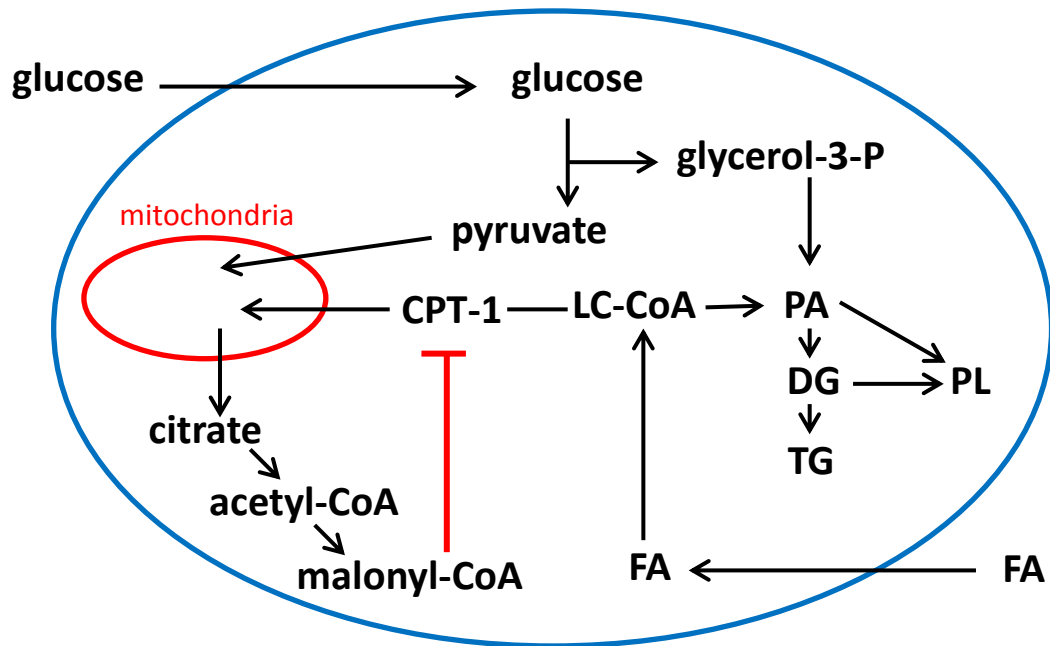 glucose
glucose
glycerol-3-P
mitochondria
pyruvate
CPT-1
LC-CoA
PA
DG
PL
citrate
TG
acetyl-CoA
malonyl-CoA
FA
FA